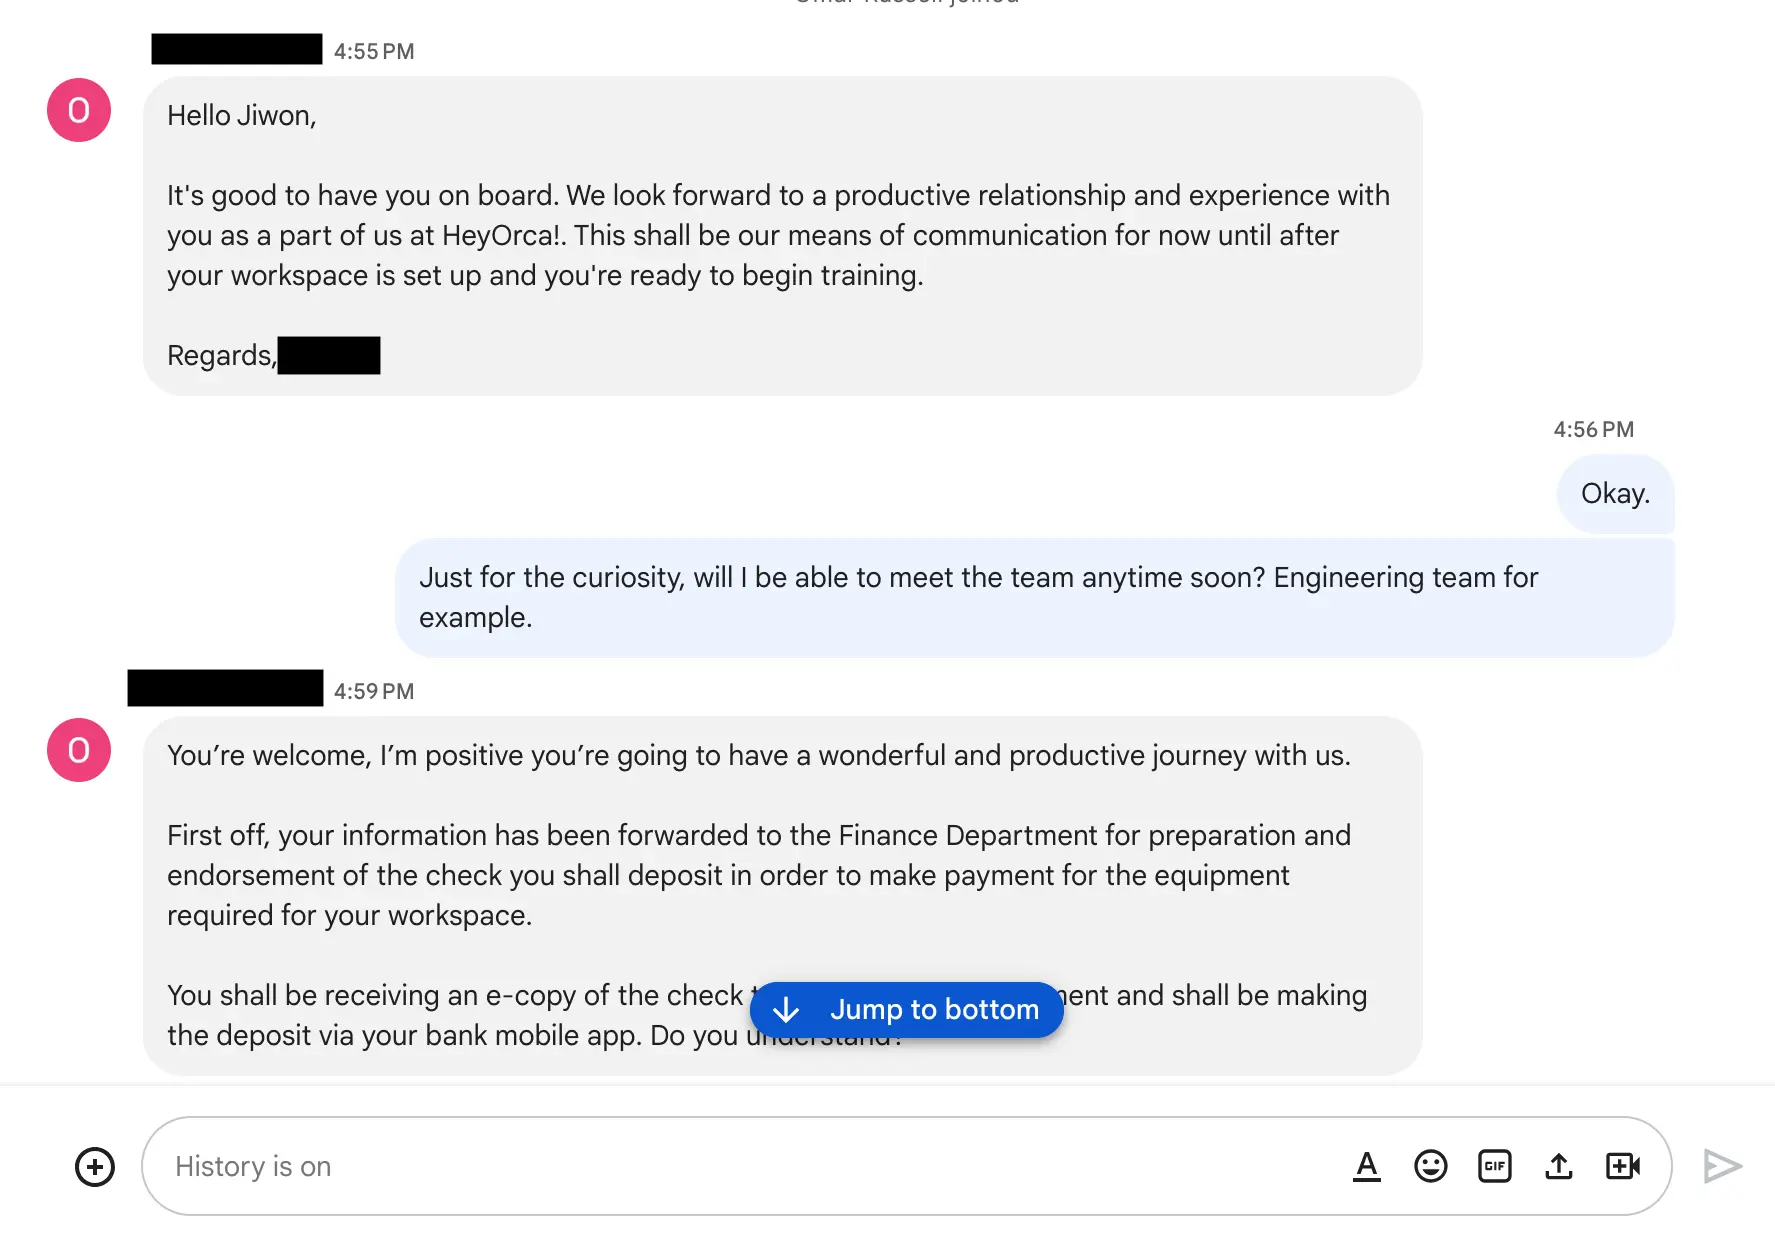 4:55 PM
O
Hello Jiwon,
It's good to have you on board. We look forward to a productive relationship and experience with
you as a part of us at HeyOrca!. This shall be our means of communication for now until after
your workspace is set up and you're ready to begin training.
Regards,
4:56 PM
Okay.
Just for the curiosity, will I be able to meet the team anytime soon? Engineering team for
example.
4:59 PM
O
You’re welcome, I’m positive you’re going to have a wonderful and productive journey with us.
First off, your information has been forwarded to the Finance Department for preparation and
endorsement of the check you shall deposit in order to make payment for the equipment
required for your workspace.
You shall be receiving an e-copy of the check and shall be making
Jump to bottom
the deposit via your bank mobile app. Do you
History is on
A
GIF